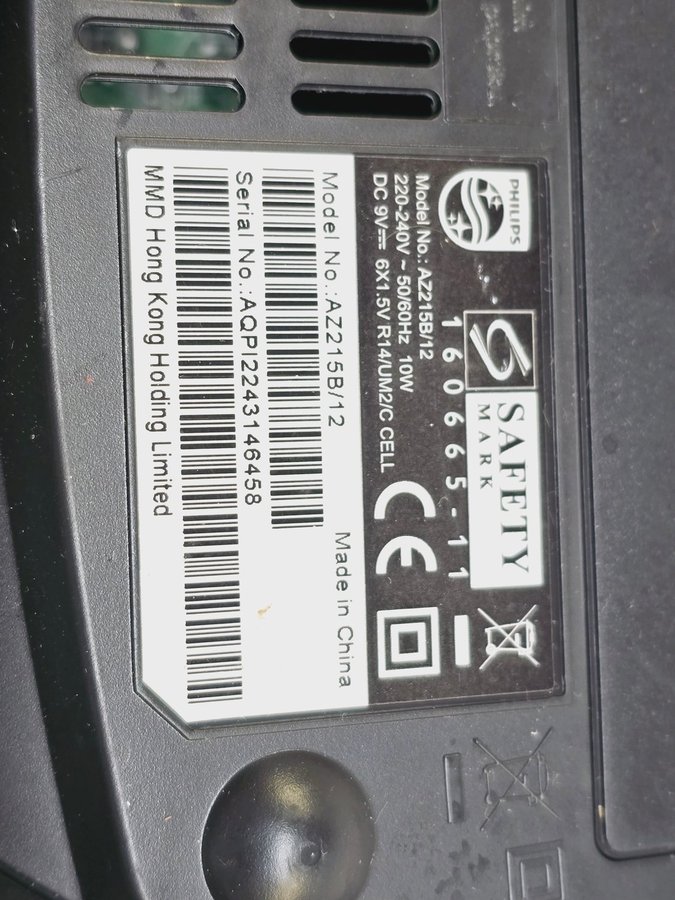 PHILIPS
SAFETY
MARK
160665-11
Model No.:AZ215B/12
220-240V ~ 50/60Hz 10W
DC 9V⎓ 6X1.5V R14/UM2/C CELL
CE
Model No.:AZ215B/12 Made in China
Serial No.:AQPI2243146458
MMD Hong Kong Holding Limited